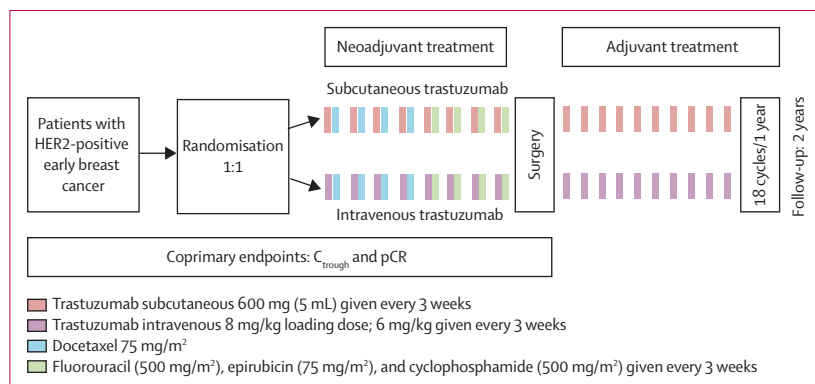 Neoadjuvant treatment
Adjuvant treatment
Subcutaneous trastuzumab
Patients with
HER2-positive
early breast
cancer
Randomisation
1:1
Surgery
18 cycles/1 year
Follow-up: 2 years
Intravenous trastuzumab
Coprimary endpoints: Ctrough and pCR
Trastuzumab subcutaneous 600 mg (5 mL) given every 3 weeks
Trastuzumab intravenous 8 mg/kg loading dose; 6 mg/kg given every 3 weeks
Docetaxel 75 mg/m²
Fluorouracil (500 mg/m²), epirubicin (75 mg/m²), and cyclophosphamide (500 mg/m²) given every 3 weeks